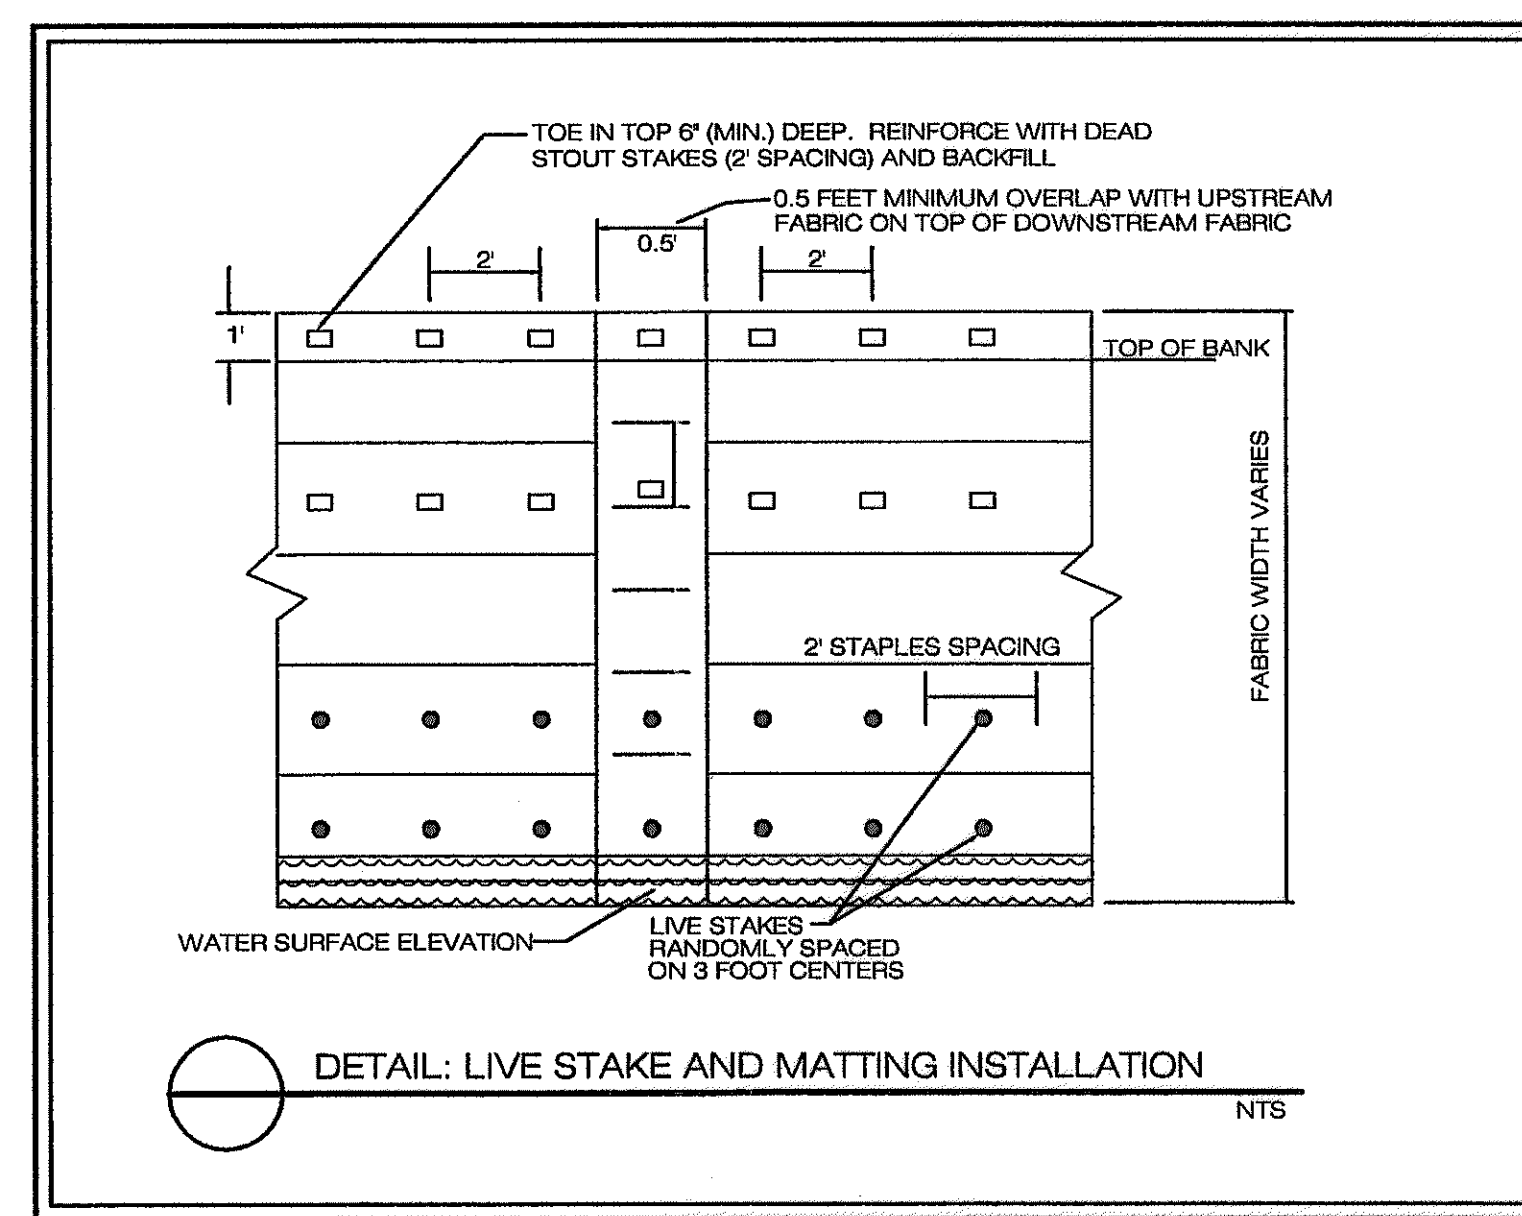 TOE IN TOP 6" (MIN.) DEEP. REINFORCE WITH DEAD
STOUT STAKES (2' SPACING) AND BACKFILL
0.5 FEET MINIMUM OVERLAP WITH UPSTREAM
FABRIC ON TOP OF DOWNSTREAM FABRIC
0.5'
2'
2'
1'
TOP OF BANK
FABRIC WIDTH VARIES
2' STAPLES SPACING
WATER SURFACE ELEVATION
LIVE STAKES
RANDOMLY SPACED
ON 3 FOOT CENTERS
DETAIL: LIVE STAKE AND MATTING INSTALLATION
NTS